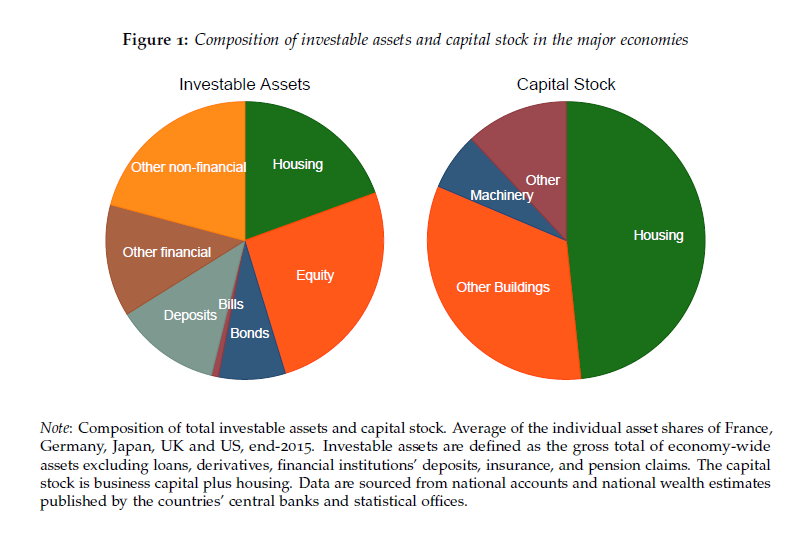 Figure 1: Composition of investable assets and capital stock in the major economies
Investable Assets
Other non-financial
Housing
Other financial
Equity
Bills
Deposits
Bonds
Capital Stock
Other
Machinery
Housing
Other Buildings
Note: Composition of total investable assets and capital stock. Average of the individual asset shares of France,
Germany, Japan, UK and US, end-2015. Investable assets are defined as the gross total of economy-wide
assets excluding loans, derivatives, financial institutions’ deposits, insurance, and pension claims. The capital
stock is business capital plus housing. Data are sourced from national accounts and national wealth estimates
published by the countries’ central banks and statistical offices.